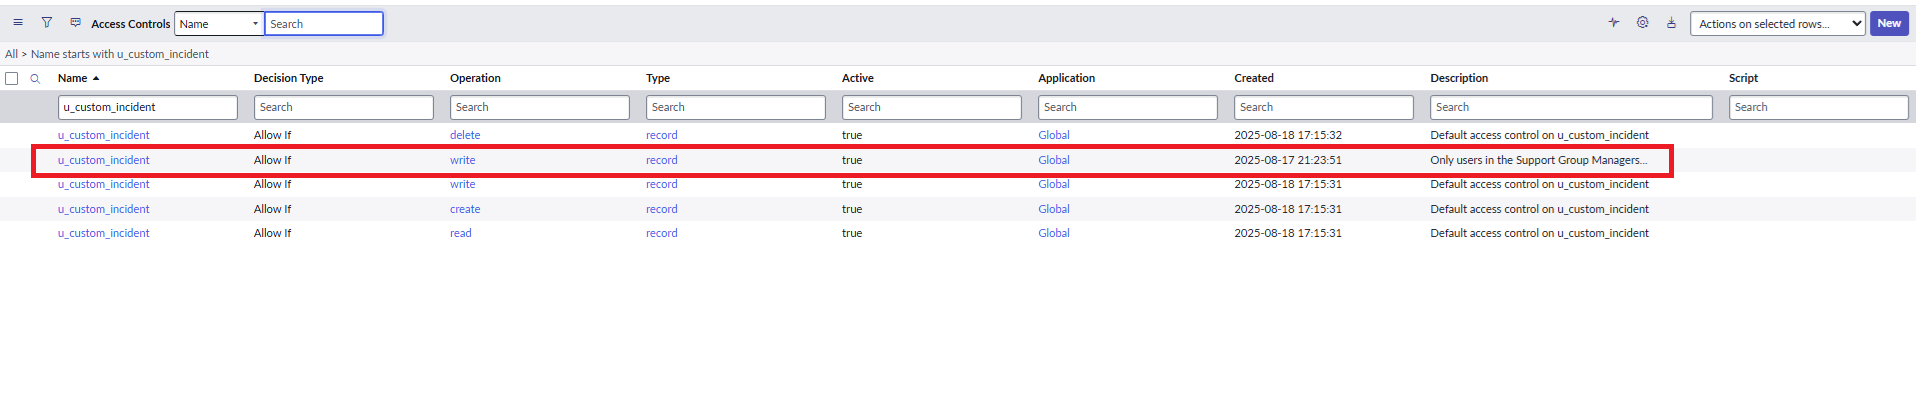 Access Controls Name Search Actions on selected rows... New
All > Name starts with u_custom_incident
Name Decision Type Operation Type Active Application Created Description Script
u_custom_incident Search Search Search Search Search Search Search Search
u_custom_incident Allow If delete record true Global 2025-08-18 17:15:32 Default access control on u_custom_incident
u_custom_incident Allow If write record true Global 2025-08-17 21:23:51 Only users in the Support Group Managers...
u_custom_incident Allow If write record true Global 2025-08-18 17:15:31 Default access control on u_custom_incident
u_custom_incident Allow If create record true Global 2025-08-18 17:15:31 Default access control on u_custom_incident
u_custom_incident Allow If read record true Global 2025-08-18 17:15:31 Default access control on u_custom_incident